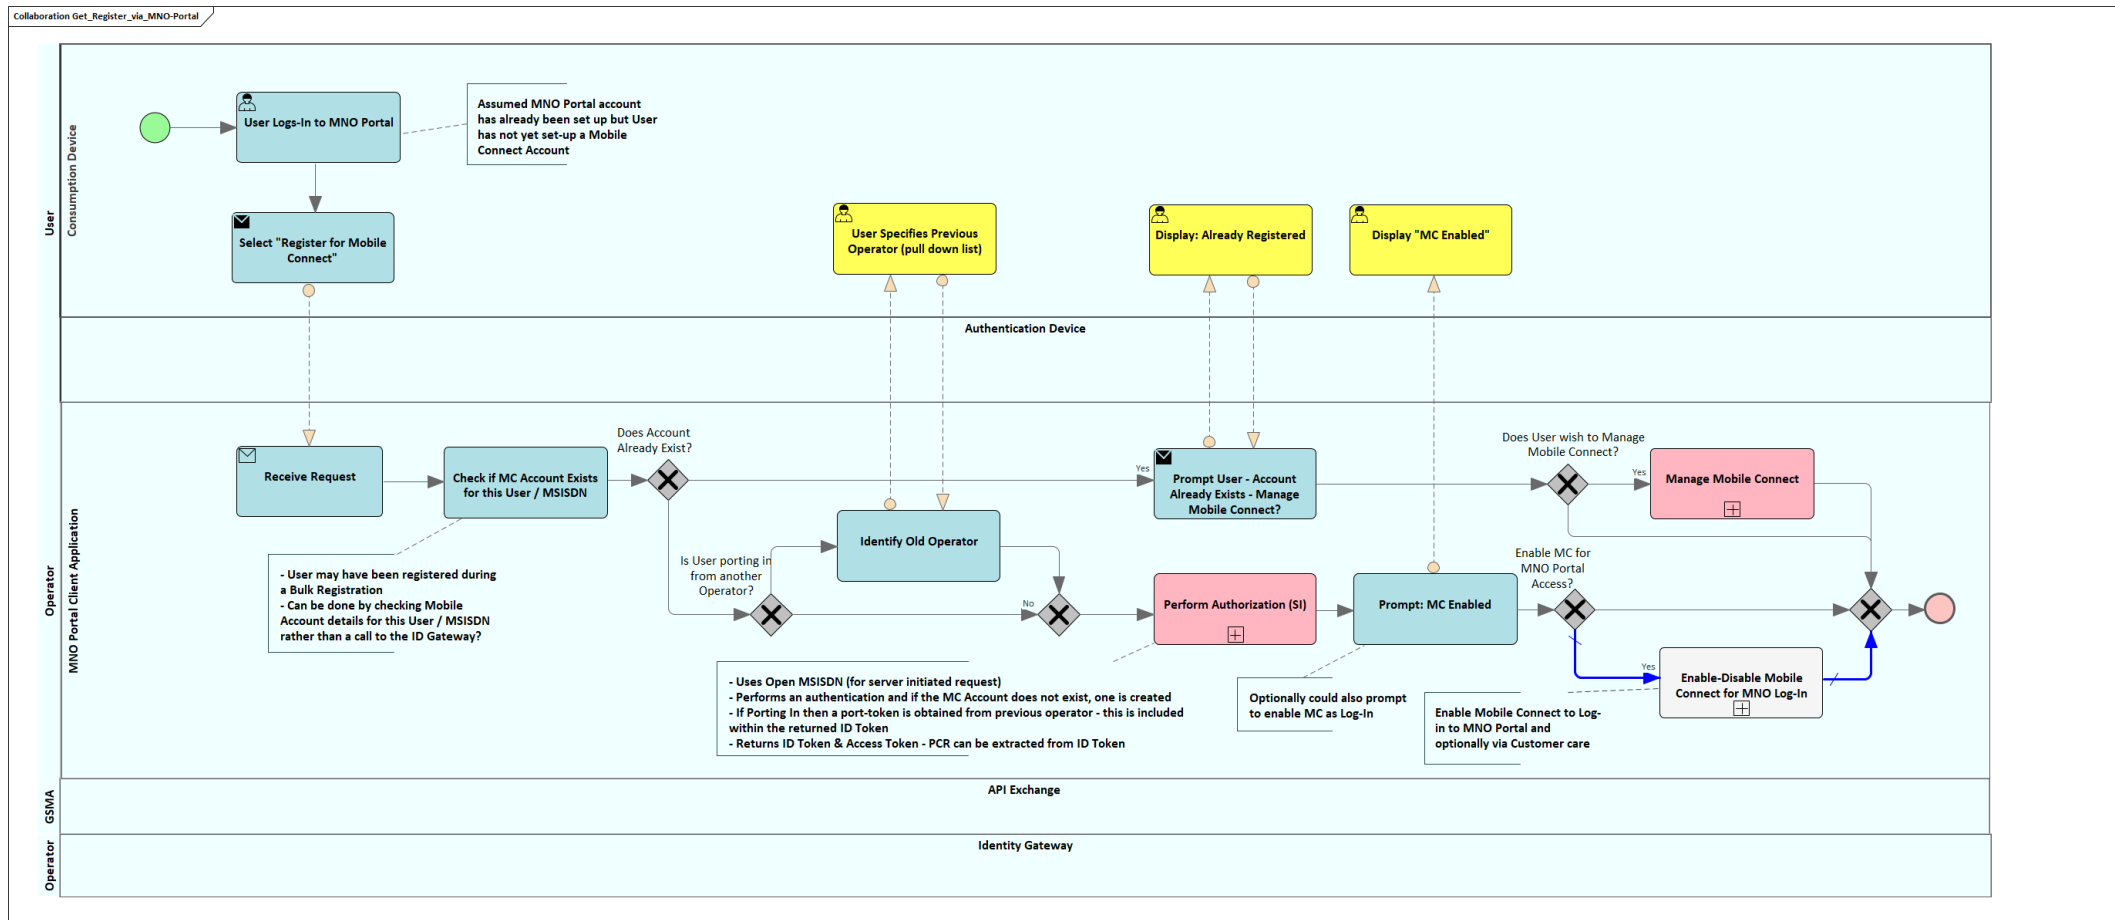 Collaboration Get_Register_via_MNO-Portal
User
Consumption Device
User Logs-In to MNO Portal
Assumed MNO Portal account
has already been set up but User
has not yet set-up a Mobile
Connect Account
Select "Register for Mobile
Connect"
User Specifies Previous
Operator (pull down list)
Display: Already Registered
Display "MC Enabled"
Authentication Device
Operator
MNO Portal Client Application
Receive Request
Check if MC Account Exists
for this User / MSISDN
Does Account
Already Exist?
Yes
Prompt User - Account
Already Exists - Manage
Mobile Connect?
Does User wish to Manage
Mobile Connect?
Yes
Manage Mobile Connect
- User may have been registered during
a Bulk Registration
- Can be done by checking Mobile
Account details for this User / MSISDN
rather than a call to the ID Gateway?
Is User porting in
from another
Operator?
Identify Old Operator
No
Perform Authorization (SI)
Prompt: MC Enabled
Enable MC for
MNO Portal
Access?
Yes
Enable-Disable Mobile
Connect for MNO Log-In
- Uses Open MSISDN (for server initiated request)
- Performs an authentication and if the MC Account does not exist, one is created
- If Porting In then a port-token is obtained from previous operator - this is included
within the returned ID Token
- Returns ID Token & Access Token - PCR can be extracted from ID Token
Optionally could also prompt
to enable MC as Log-In
Enable Mobile Connect to Log-
in to MNO Portal and
optionally via Customer care
GSMA
API Exchange
Operator
Identity Gateway